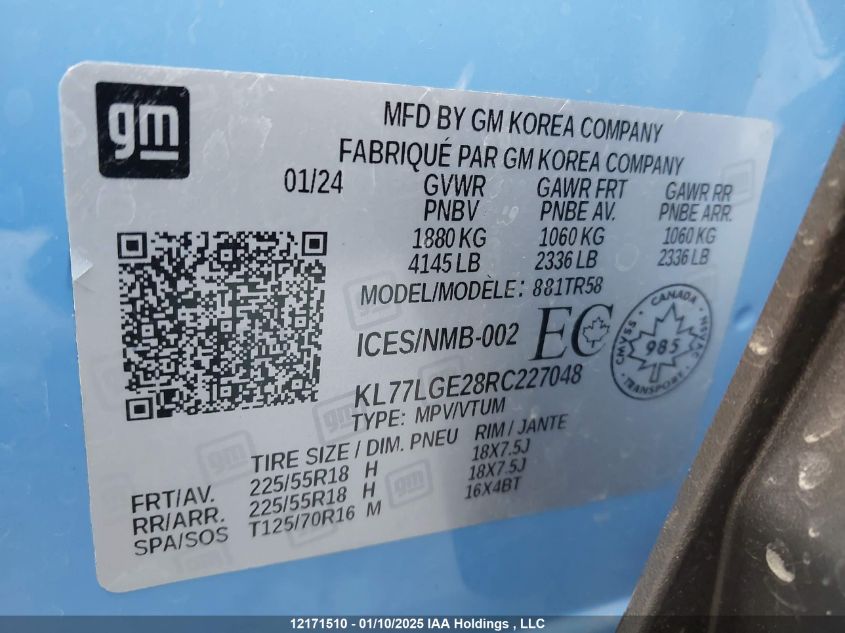 gm
MFD BY GM KOREA COMPANY
FABRIQUÉ PAR GM KOREA COMPANY
01/24 GVWR GAWR FRT GAWR RR
PNBV PNBE AV. PNBE ARR.
1880 KG 1060 KG 1060 KG
4145 LB 2336 LB 2336 LB
MODEL/MODÈLE: 881TR58
ICES/NMB-002 EC
CANADA
CMVSS 985 NSVAC
TRANSPORT
KL77LGE28RC227048
TYPE: MPV/VTUM
TIRE SIZE / DIM. PNEU RIM / JANTE
FRT/AV. 225/55R18 H 18X7.5J
RR/ARR. 225/55R18 H 18X7.5J
SPA/SOS T125/70R16 M 16X4BT
12171510 - 01/10/2025 IAA Holdings , LLC